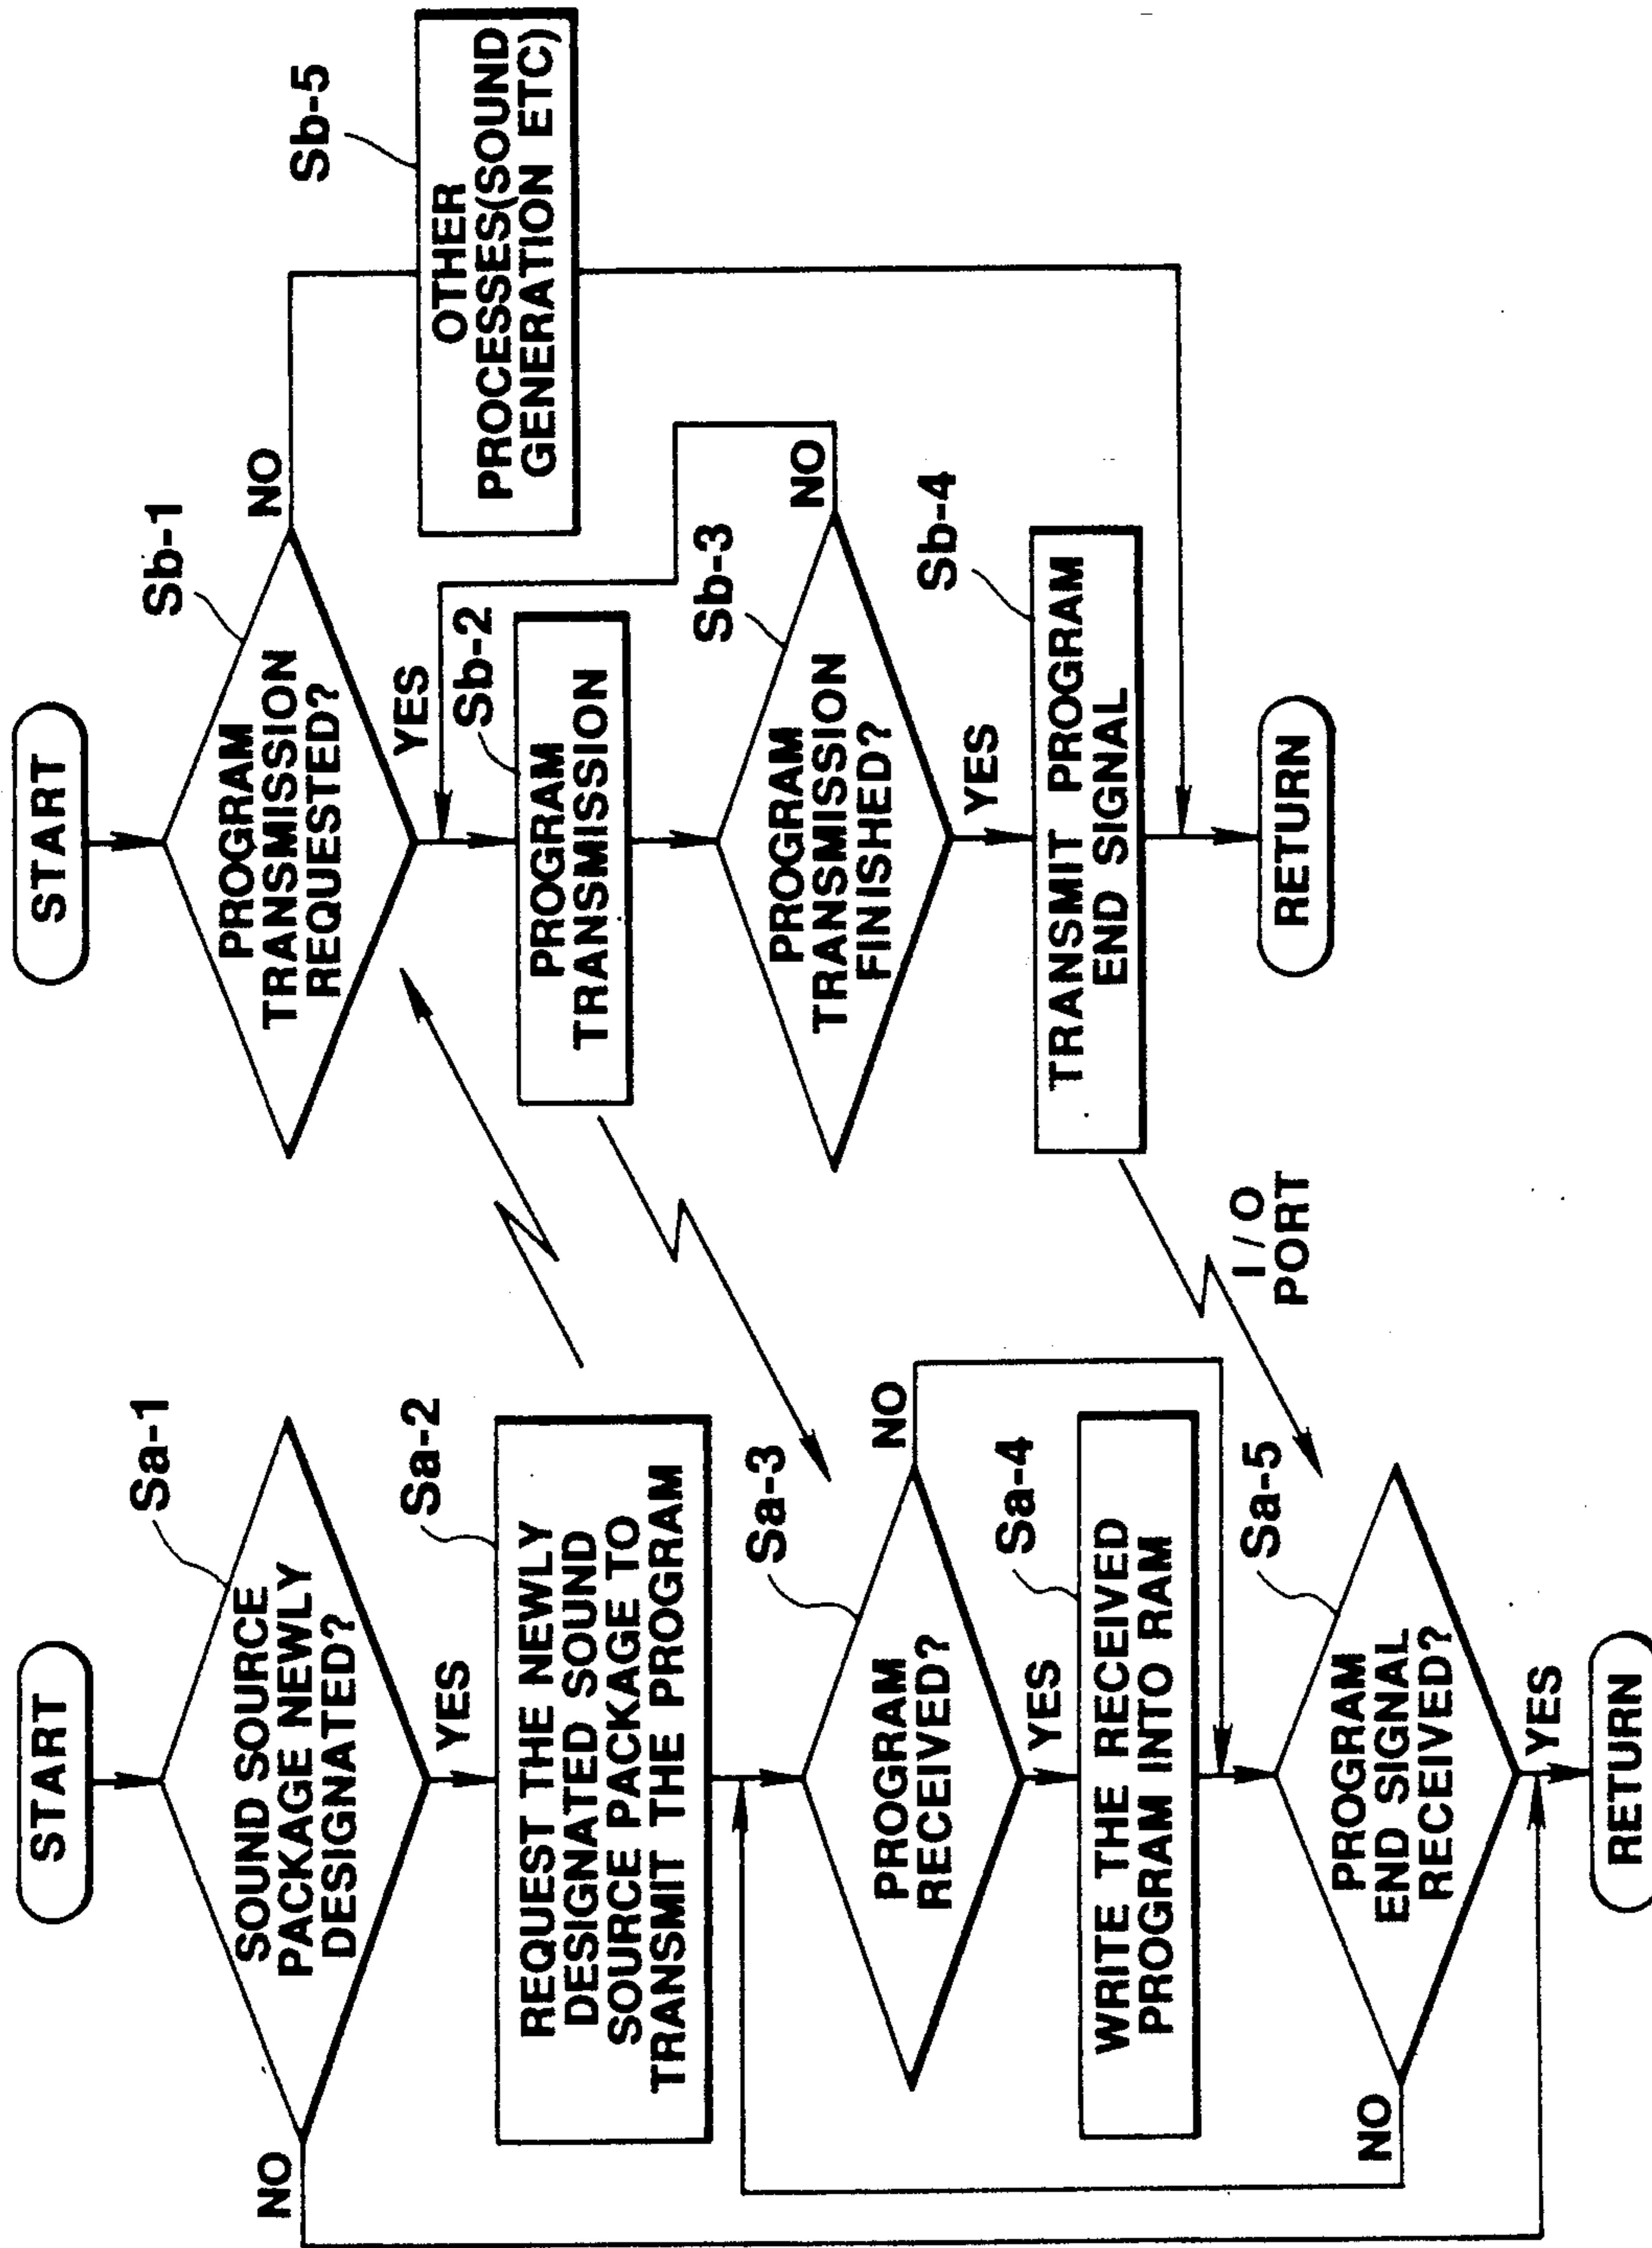 START
Sa-1
SOUND SOURCE
PACKAGE NEWLY
DESIGNATED?
NO
YES
Sa-2
REQUEST THE NEWLY
DESIGNATED SOUND
SOURCE PACKAGE TO
TRANSMIT THE PROGRAM
Sa-3
PROGRAM
RECEIVED?
NO
YES
Sa-4
WRITE THE RECEIVED
PROGRAM INTO RAM
Sa-5
PROGRAM
END SIGNAL
RECEIVED?
NO
YES
RETURN
START
Sb-1
PROGRAM
TRANSMISSION
REQUESTED?
NO
YES
Sb-2
PROGRAM
TRANSMISSION
Sb-3
PROGRAM
TRANSMISSION
FINISHED?
NO
YES
Sb-4
TRANSMIT PROGRAM
END SIGNAL
I/O
PORT
RETURN
Sb-5
OTHER
PROCESSES(SOUND
GENERATION ETC)